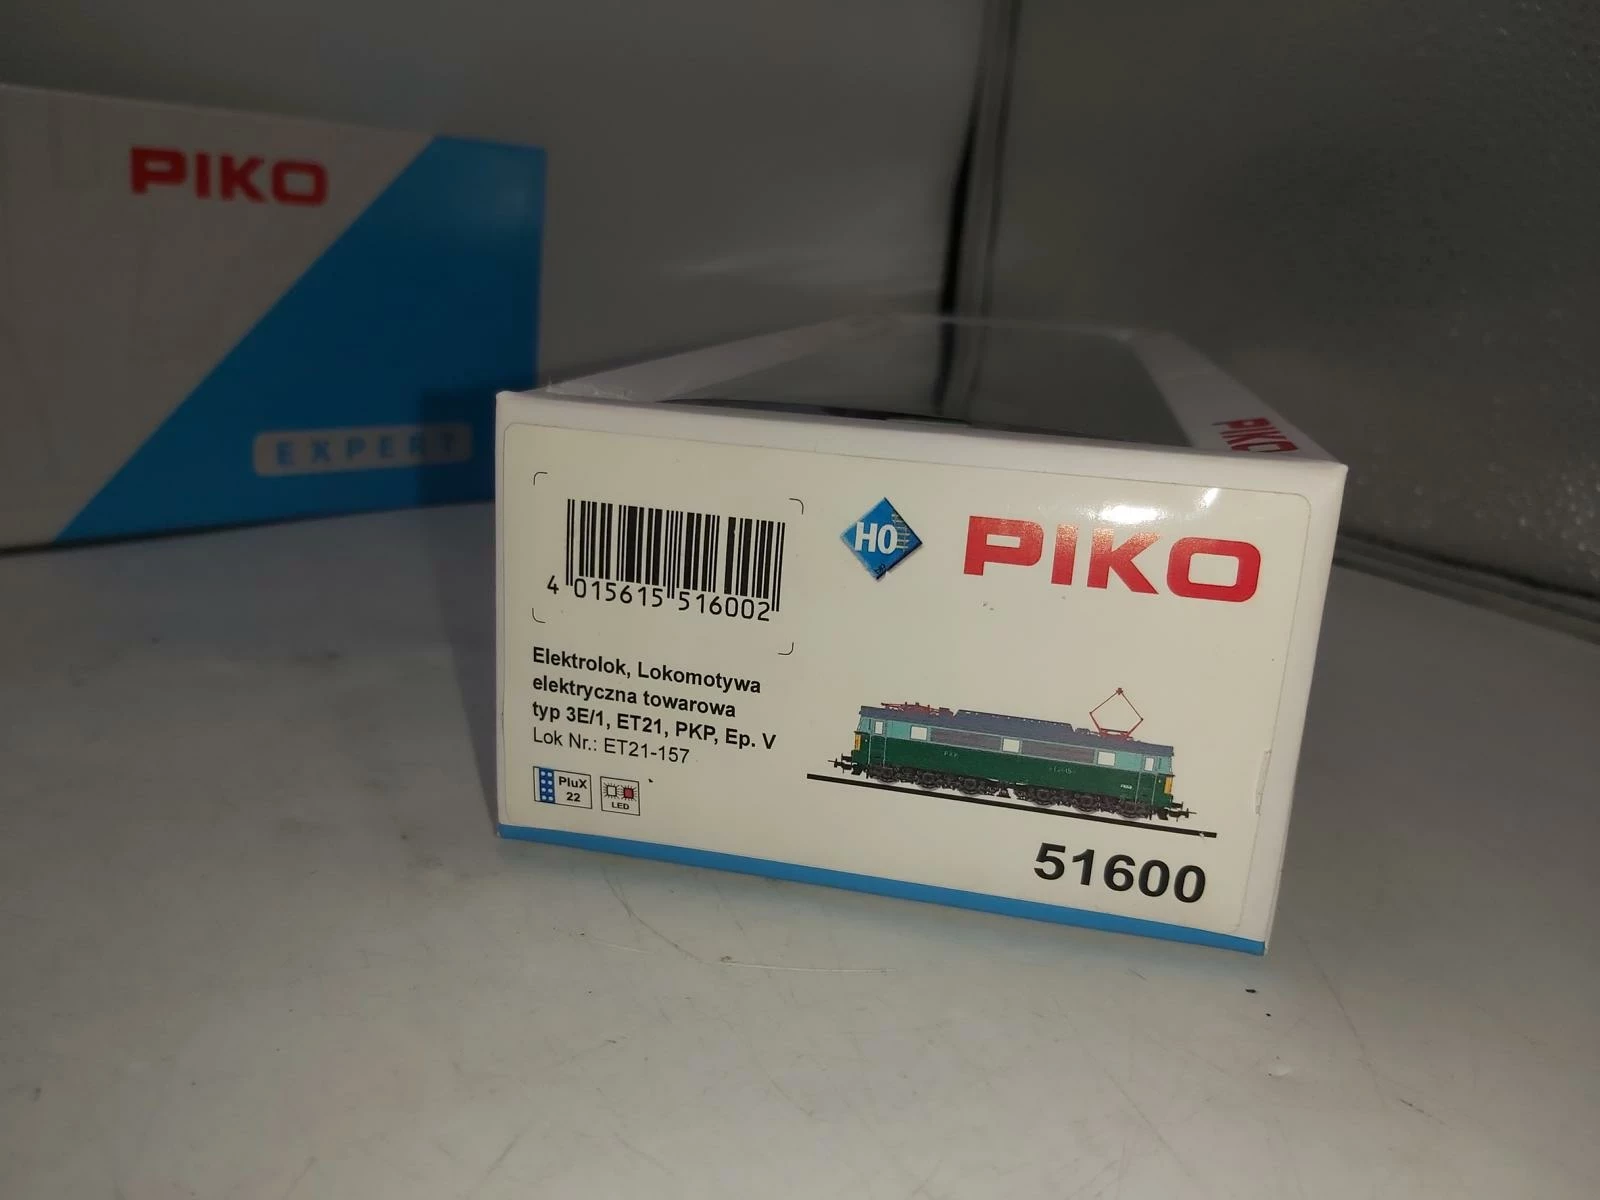 PIKO
EXPERT
PIKO
4 015615 516002
H0
PIKO
Elektrolok, Lokomotywa
elektryczna towarowa
typ 3E/1, ET21, PKP, Ep. V
Lok Nr.: ET21-157
PluX
22
LED
51600